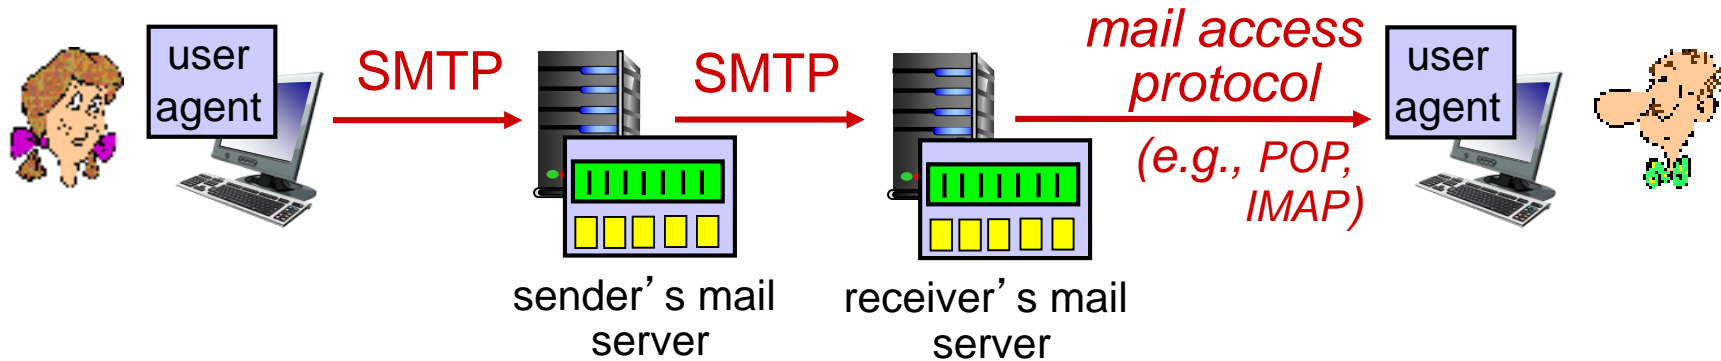 user
agent
SMTP
SMTP
mail access
protocol
(e.g., POP,
IMAP)
user
agent
sender’s mail
server
receiver’s mail
server